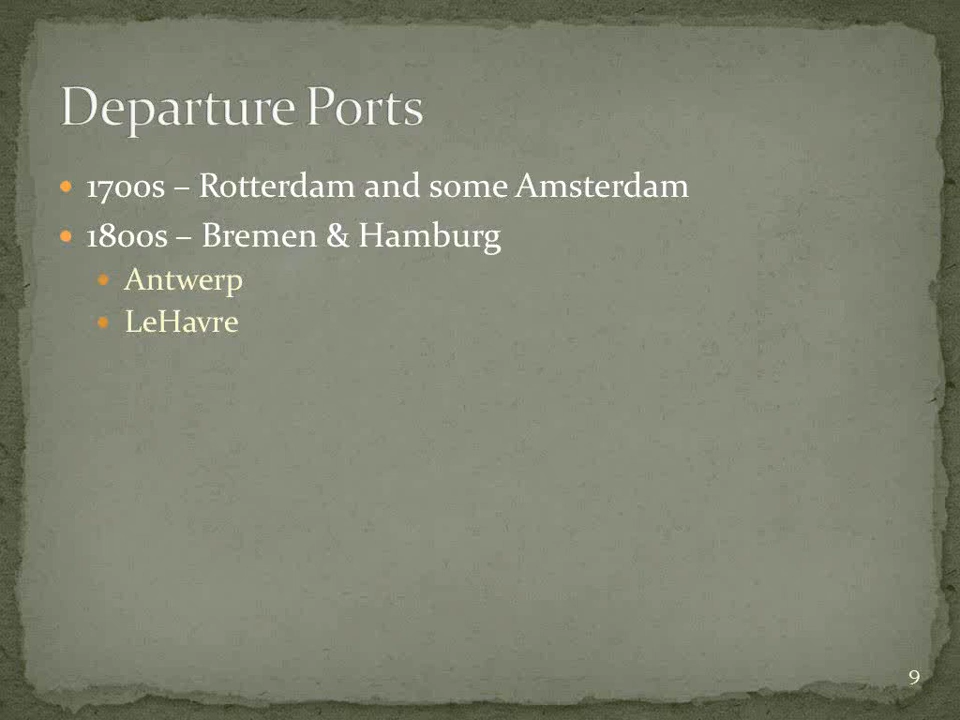 Departure Ports
• 1700s – Rotterdam and some Amsterdam
• 1800s – Bremen & Hamburg
• Antwerp
• LeHavre
9